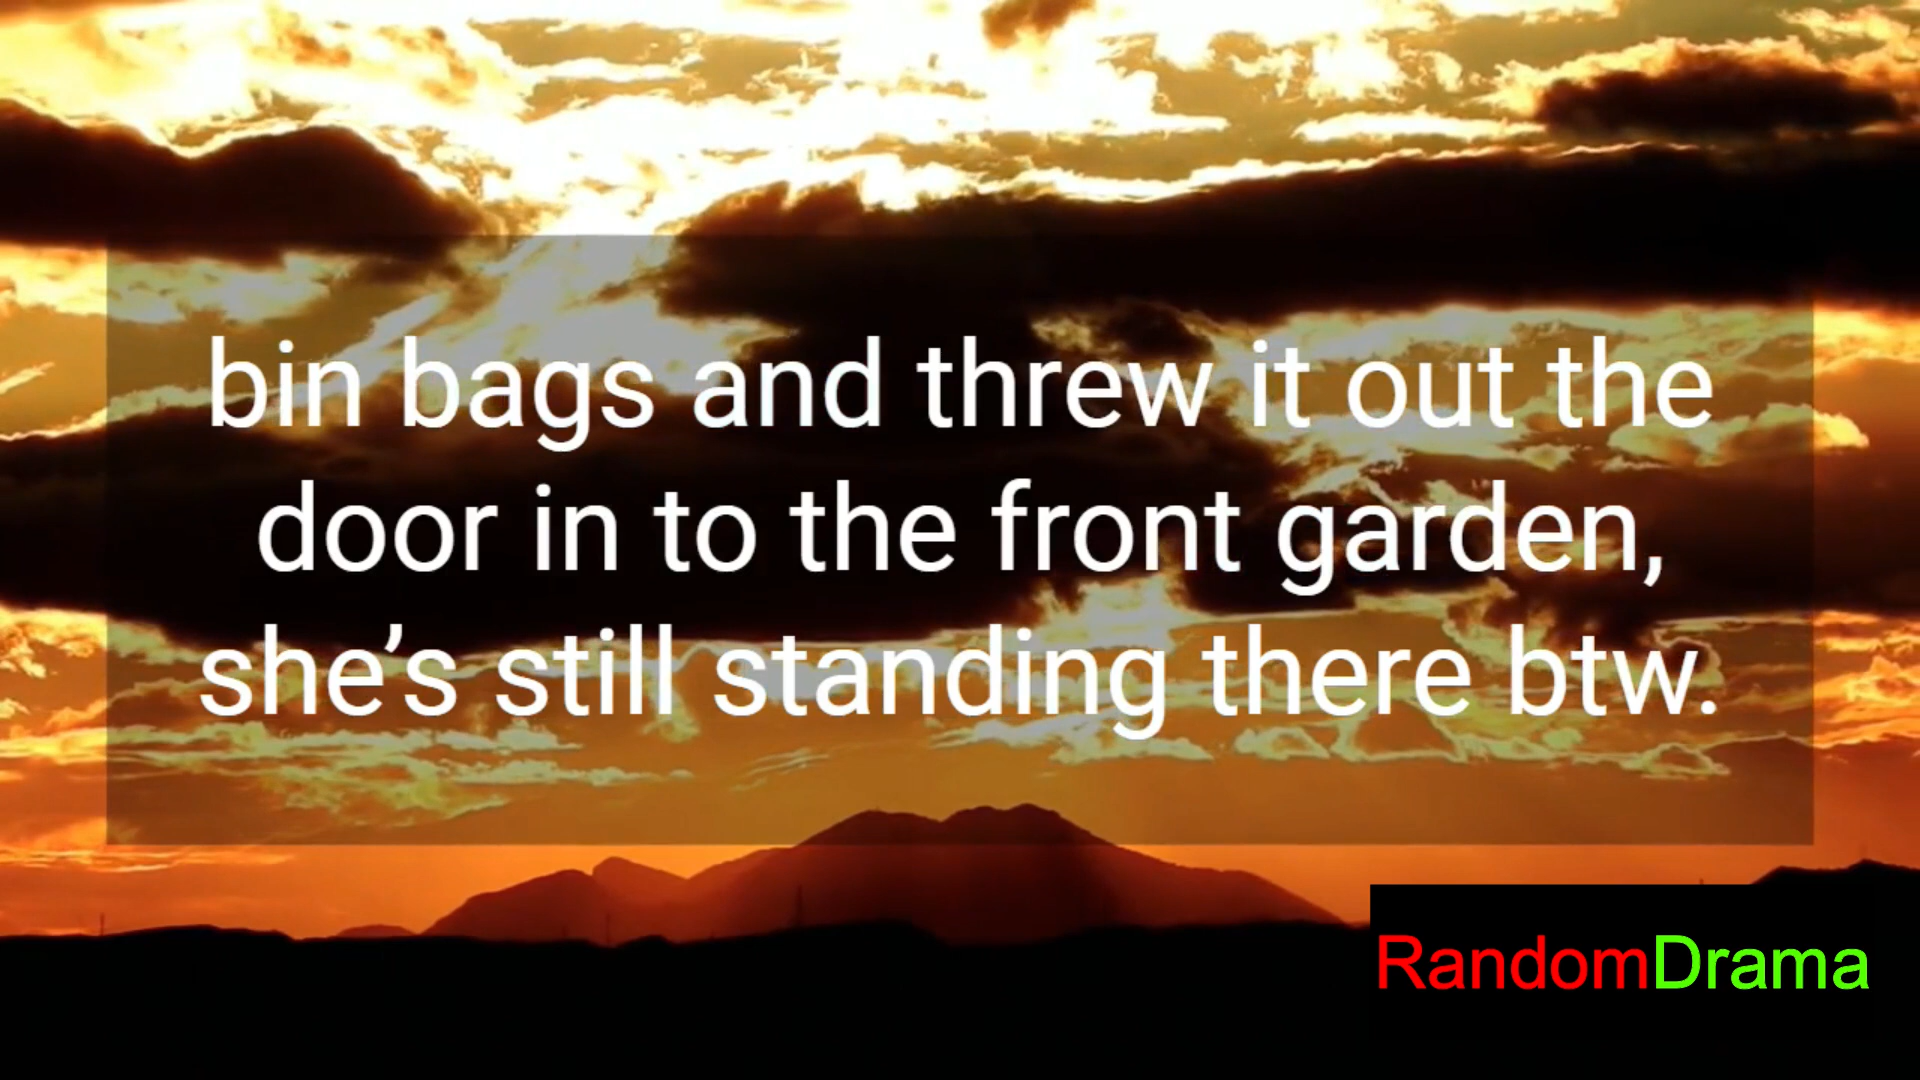 bin bags and threw it out the
door in to the front garden,
she’s still standing there btw.
RandomDrama